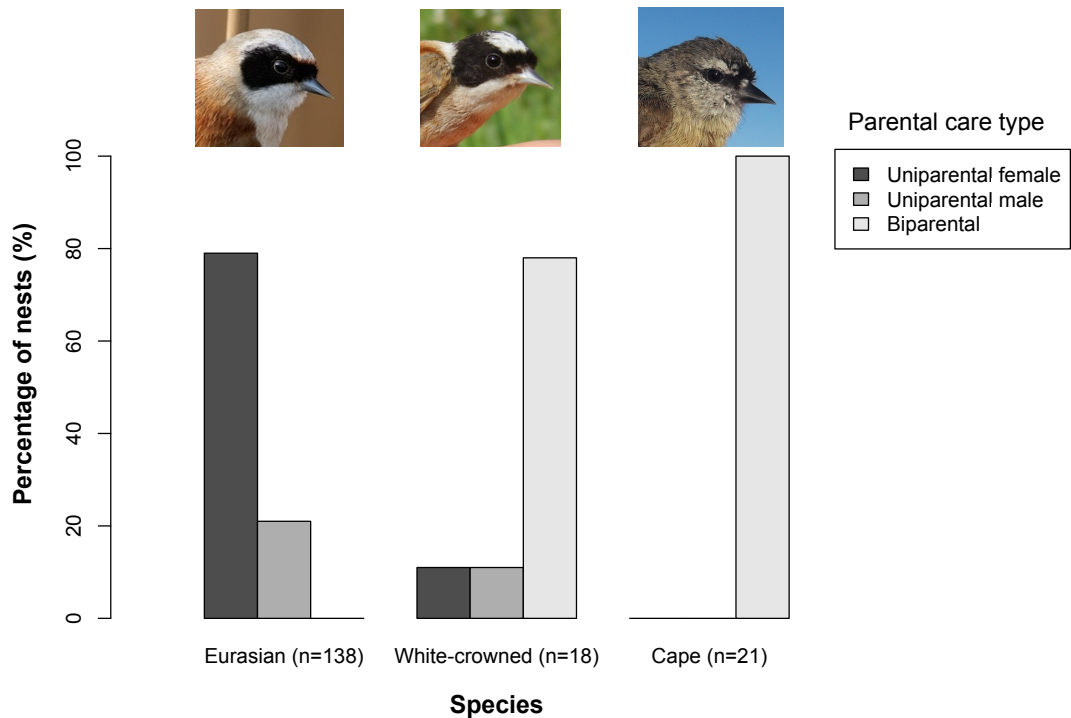 Parental care type
Uniparental female
Uniparental male
Biparental
Percentage of nests (%)
100
80
60
40
20
0
Eurasian (n=138) White-crowned (n=18) Cape (n=21)
Species